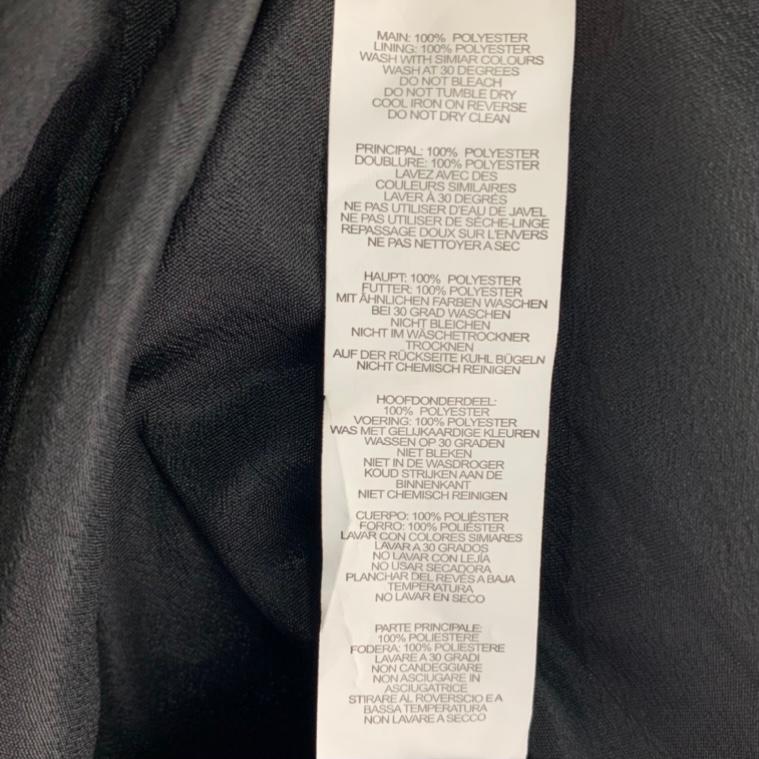 MAIN: 100% POLYESTER
LINING: 100% POLYESTER
WASH WITH SIMIAR COLOURS
WASH AT 30 DEGREES
DO NOT BLEACH
DO NOT TUMBLE DRY
COOL IRON ON REVERSE
DO NOT DRY CLEAN
PRINCIPAL: 100% POLYESTER
DOUBLURE: 100% POLYESTER
LAVEZ AVEC DES
COULEURS SIMILAIRES
LAVER À 30 DEGRÉS
NE PAS UTILISER D'EAU DE JAVEL
NE PAS UTILISER DE SÈCHE-LINGE
REPASSAGE DOUX SUR L'ENVERS
NE PAS NETTOYER A SEC
HAUPT: 100% POLYESTER
FUTTER: 100% POLYESTER
MIT ÄHNLICHEN FARBEN WASCHEN
BEI 30 GRAD WASCHEN
NICHT BLEICHEN
NICHT IM WÄSCHETROCKNER
TROCKNEN
AUF DER RÜCKSEITE KUHL BÜGELN
NICHT CHEMISCH REINIGEN
HOOFDONDERDEEL:
100% POLYESTER
VOERING: 100% POLYESTER
WAS MET GELIJKAARDIGE KLEUREN
WASSEN OP 30 GRADEN
NIET BLEKEN
NIET IN DE WASDROGER
KOUD STRIJKEN AAN DE
BINNENKANT
NIET CHEMISCH REINIGEN
CUERPO: 100% POLIÉSTER
FORRO: 100% POLIÉSTER
LAVAR CON COLORES SIMIARES
LAVAR A 30 GRADOS
NO LAVAR CON LEJÍA
NO USAR SECADORA
PLANCHAR DEL REVÉS A BAJA
TEMPERATURA
NO LAVAR EN SECO
PARTE PRINCIPALE:
100% POLIESTERE
FODERA: 100% POLIESTERE
LAVARE A 30 GRADI
NON CANDEGGIARE
NON ASCIUGARE IN
ASCIUGATRICE
STIRARE AL ROVERSCIO E A
BASSA TEMPERATURA
NON LAVARE A SECCO